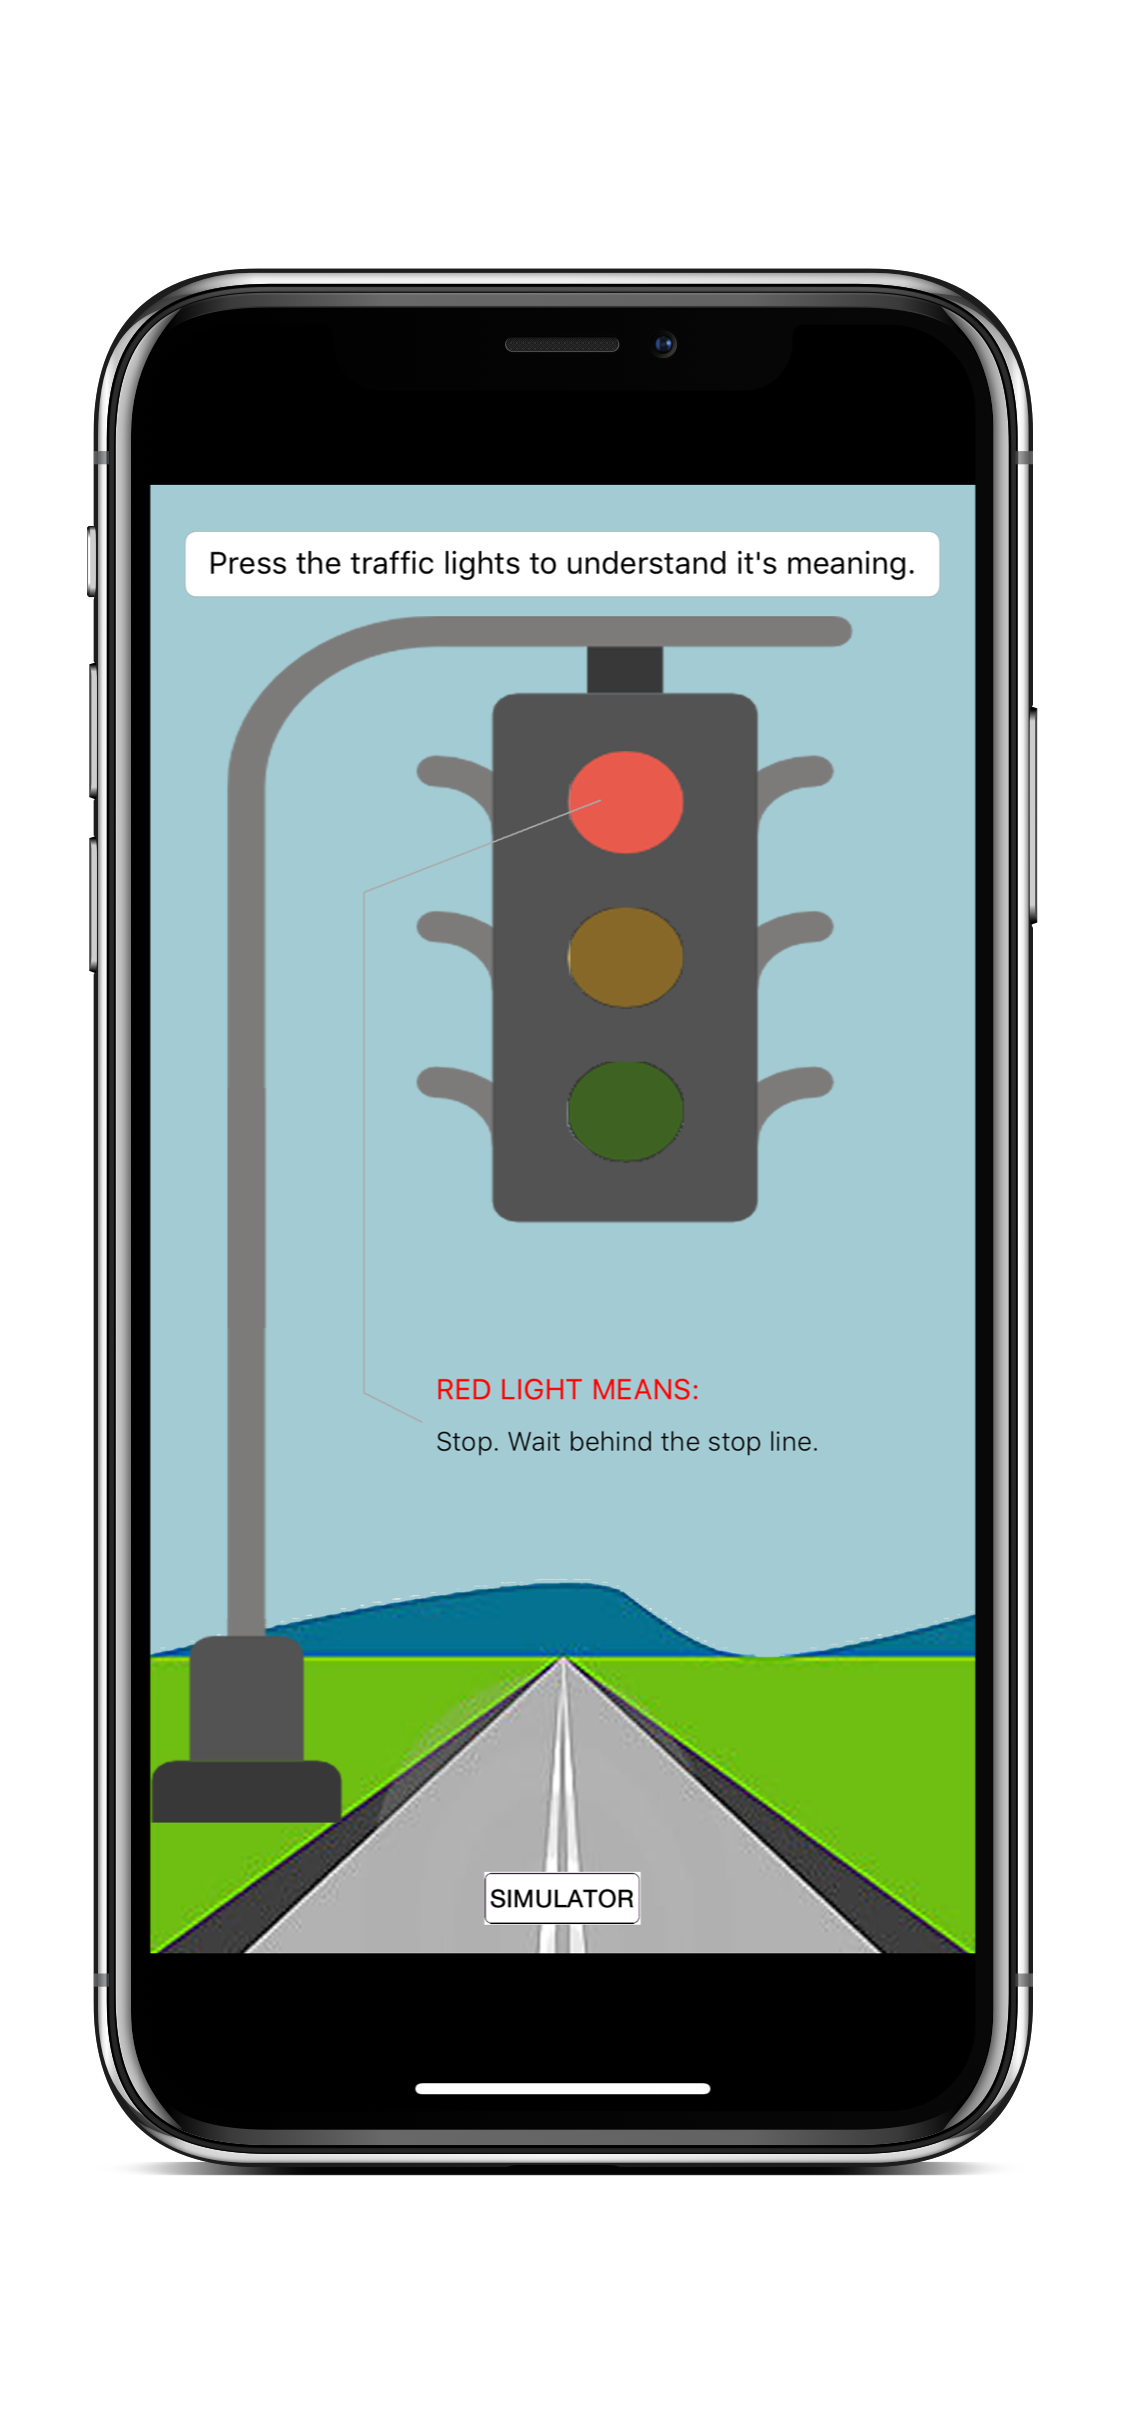 Press the traffic lights to understand it's meaning.
RED LIGHT MEANS:
Stop. Wait behind the stop line.
SIMULATOR